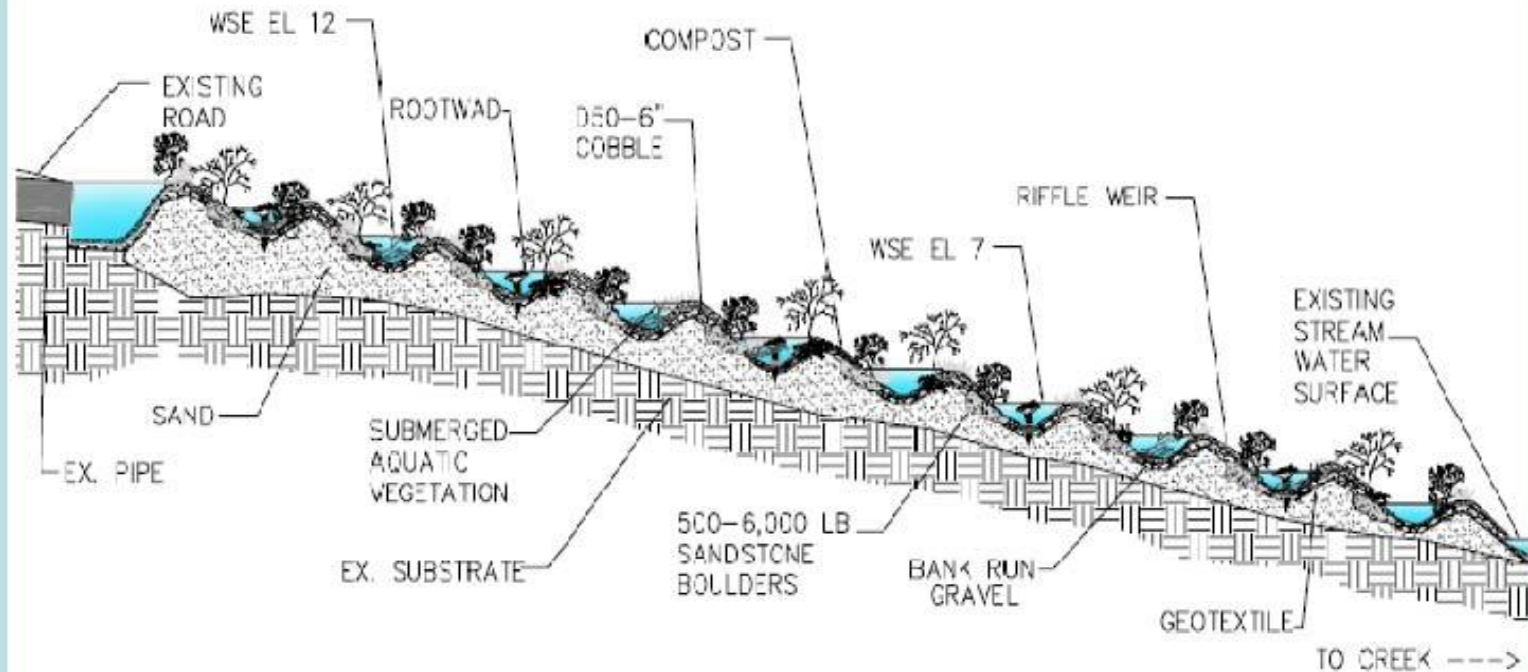 WSE EL 12
COMPOST
EXISTING
ROAD
ROOTWAD
D50-6"
COBBLE
RIFFLE WEIR
WSE EL 7
EXISTING
STREAM
WATER
SURFACE
SAND
SUBMERGED
AQUATIC
VEGETATION
EX. PIPE
500-6,000 LB
SANDSTONE
BOULDERS
EX. SUBSTRATE
BANK RUN
GRAVEL
GEOTEXTILE
TO CREEK --->